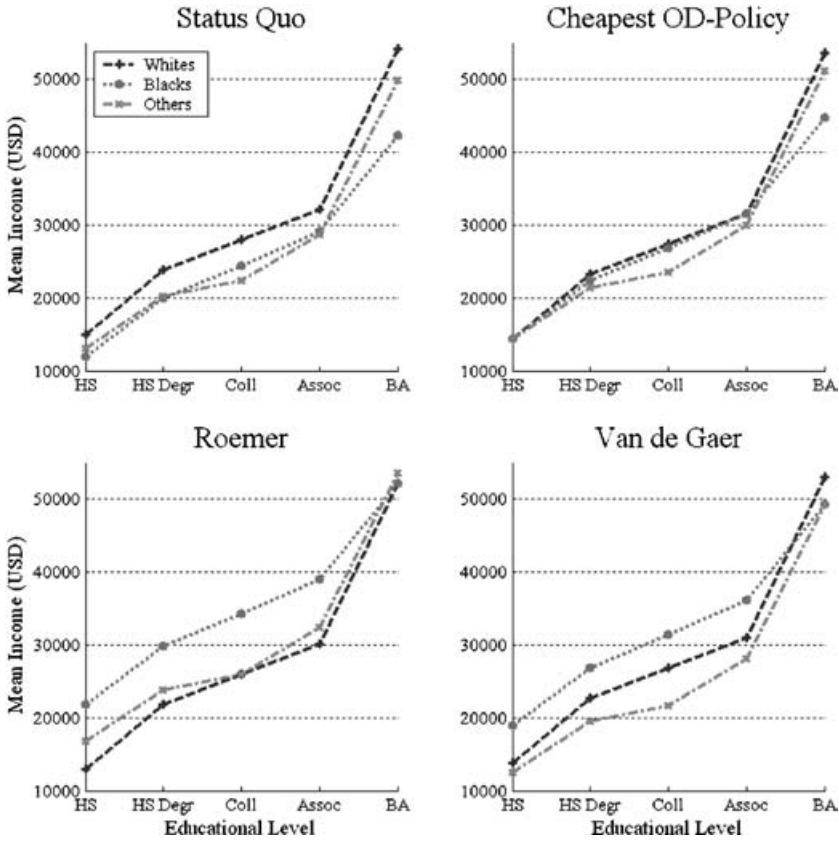 Status Quo
Mean Income (USD)
50000
40000
30000
20000
10000
Whites
Blacks
Others
HS
HS Degr
Coll
Assoc
BA
Cheapest OD-Policy
50000
40000
30000
20000
10000
HS
HS Degr
Coll
Assoc
BA
Roemer
Mean Income (USD)
50000
40000
30000
20000
10000
HS
HS Degr
Coll
Assoc
BA
Educational Level
Van de Gaer
50000
40000
30000
20000
10000
HS
HS Degr
Coll
Assoc
BA
Educational Level